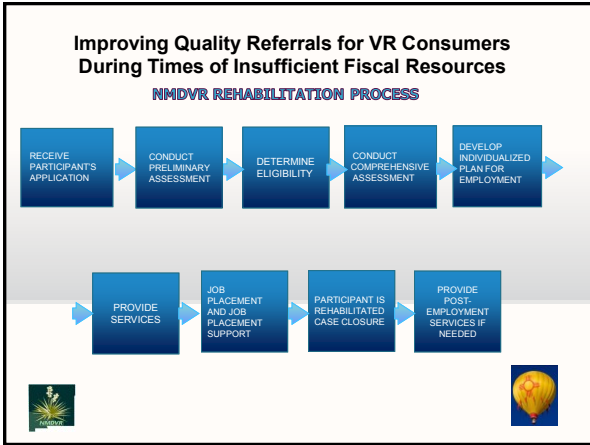 Improving Quality Referrals for VR Consumers
During Times of Insufficient Fiscal Resources
NMDVR REHABILITATION PROCESS
RECEIVE
PARTICIPANT'S
APPLICATION
CONDUCT
PRELIMINARY
ASSESSMENT
DETERMINE
ELIGIBILITY
CONDUCT
COMPREHENSIVE
ASSESSMENT
DEVELOP
INDIVIDUALIZED
PLAN FOR
EMPLOYMENT
PROVIDE
SERVICES
JOB
PLACEMENT
AND JOB
PLACEMENT
SUPPORT
PARTICIPANT IS
REHABILITATED
CASE CLOSURE
PROVIDE
POST-
EMPLOYMENT
SERVICES IF
NEEDED
NMDVR